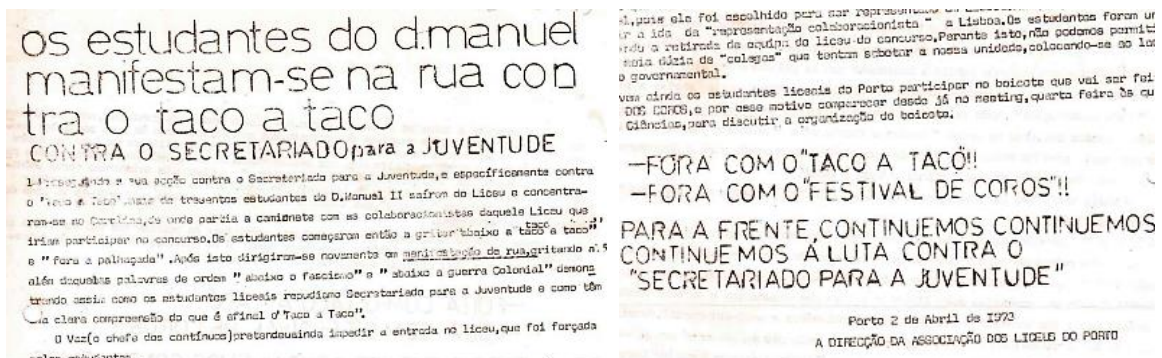 os estudantes do d.manuel
manifestam-se na rua con
tra o taco a taco
CONTRA O SECRETARIADO para a JUVENTUDE
a sua acção contra o Secretariado para a Juventude, e especificamente contra
o "Taco a Taco", mais de trezentos estudantes do D.Manuel II saíram do Liceu e concentra-
ram-se no de onde partia a camionete com os colaboracionistas daquele Liceu que
iriam participar no concurso. Os estudantes começaram então a gritar "abaixo a "taco a taco""
e " fora a palhaçada" . Após isto dirigiram-se novamente em manifestação de rua, gritando
além daquelas palavras de ordem " abaixo o fascismo" e " abaixo a guerra Colonial" demons
trando assim como os estudantes liceais repudiam o Secretariado para a Juventude e como têm
a clara compreensão do que é afinal o "Taco a Taco".
O Vaz(o chefe dos contínuos)pretendeu ainda impedir a entrada no liceu, que foi forçada
pelos estudantes
pois ele foi escolhido para ser representado
a ida da "representação colaboracionista " a Lisboa. Os estudantes foram
a retirada da equipa do liceu do concurso. Perante isto, não podemos
meia dúzia de "colegas" que tentam sabotar a nossa unidade, colocando-se ao
governamental.
ainda os estudantes liceais do Porto participar no boicote que vai ser
DOS COROS, e por esse motivo comparecer desde já no meeting, quarta feira às
Ciências, para discutir a organização do boicote.
—FORA COM O "TACO A TACO"!!
—FORA COM O "FESTIVAL DE COROS"!!
PARA A FRENTE, CONTINUEMOS CONTINUEMOS
CONTINUEMOS Á LUTA CONTRA O
"SECRETARIADO PARA A JUVENTUDE"
Porto 2 de Abril de 1973
A DIRECÇÃO DA ASSOCIAÇÃO DOS LICEUS DO PORTO